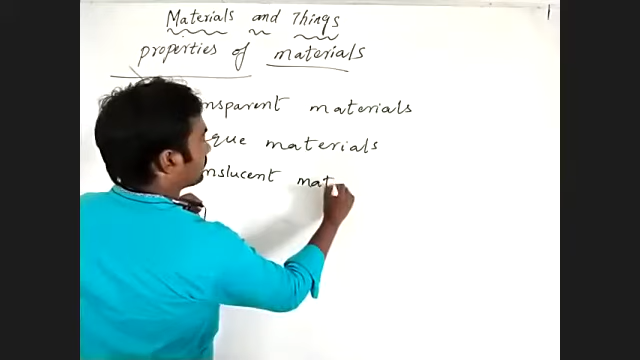 Materials and Things
properties of materials
nsparent materials
que materials
nslucent mat